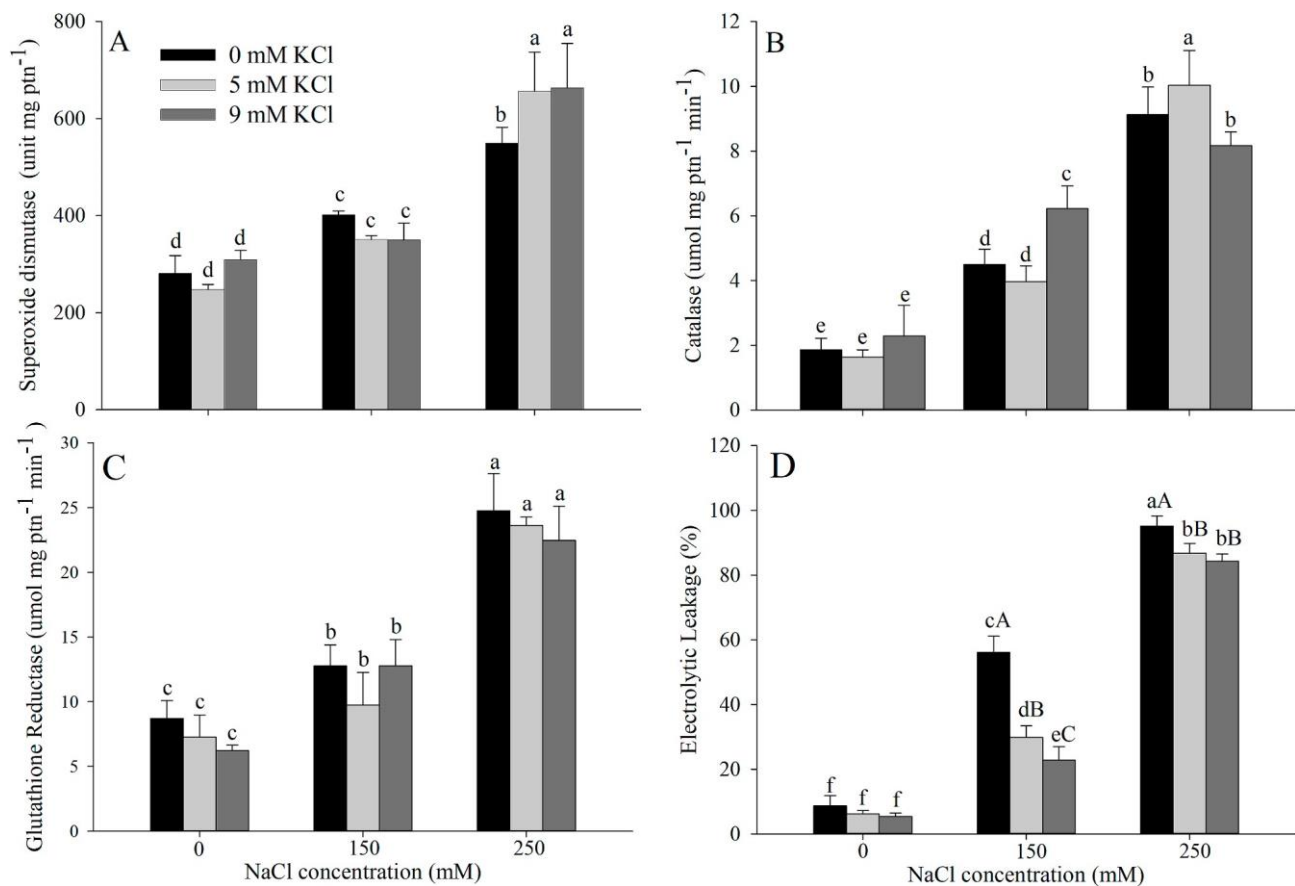 A
0 mM KCl
5 mM KCl
9 mM KCl
Superoxide dismutase (unit mg ptn⁻¹)
800
600
400
200
0
d
d
d
c
c
c
b
a
a
B
Catalase (umol mg ptn⁻¹ min⁻¹)
12
10
8
6
4
2
0
e
e
e
d
d
c
b
a
b
C
Glutathione Reductase (umol mg ptn⁻¹ min⁻¹)
30
25
20
15
10
5
0
c
c
c
b
b
b
a
a
a
0
150
250
NaCl concentration (mM)
D
Electrolytic Leakage (%)
120
100
80
60
40
20
0
f
f
f
cA
dB
eC
aA
bB
bB
0
150
250
NaCl concentration (mM)